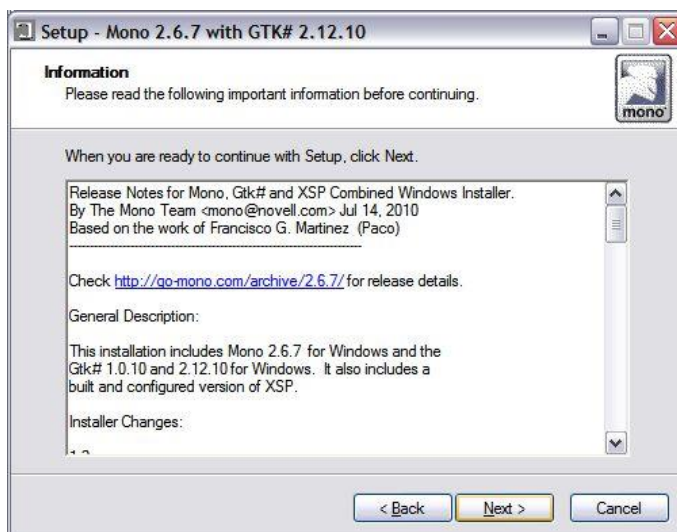 Setup - Mono 2.6.7 with GTK# 2.12.10
Information
Please read the following important information before continuing.
mono
When you are ready to continue with Setup, click Next.
Release Notes for Mono, Gtk# and XSP Combined Windows Installer.
By The Mono Team <mono@novell.com> Jul 14, 2010
Based on the work of Francisco G. Martinez (Paco)
------------------------------------------------------------------------
Check http://go-mono.com/archive/2.6.7/ for release details.
General Description:
This installation includes Mono 2.6.7 for Windows and the
Gtk# 1.0.10 and 2.12.10 for Windows. It also includes a
built and configured version of XSP.
Installer Changes:
< Back
Next >
Cancel